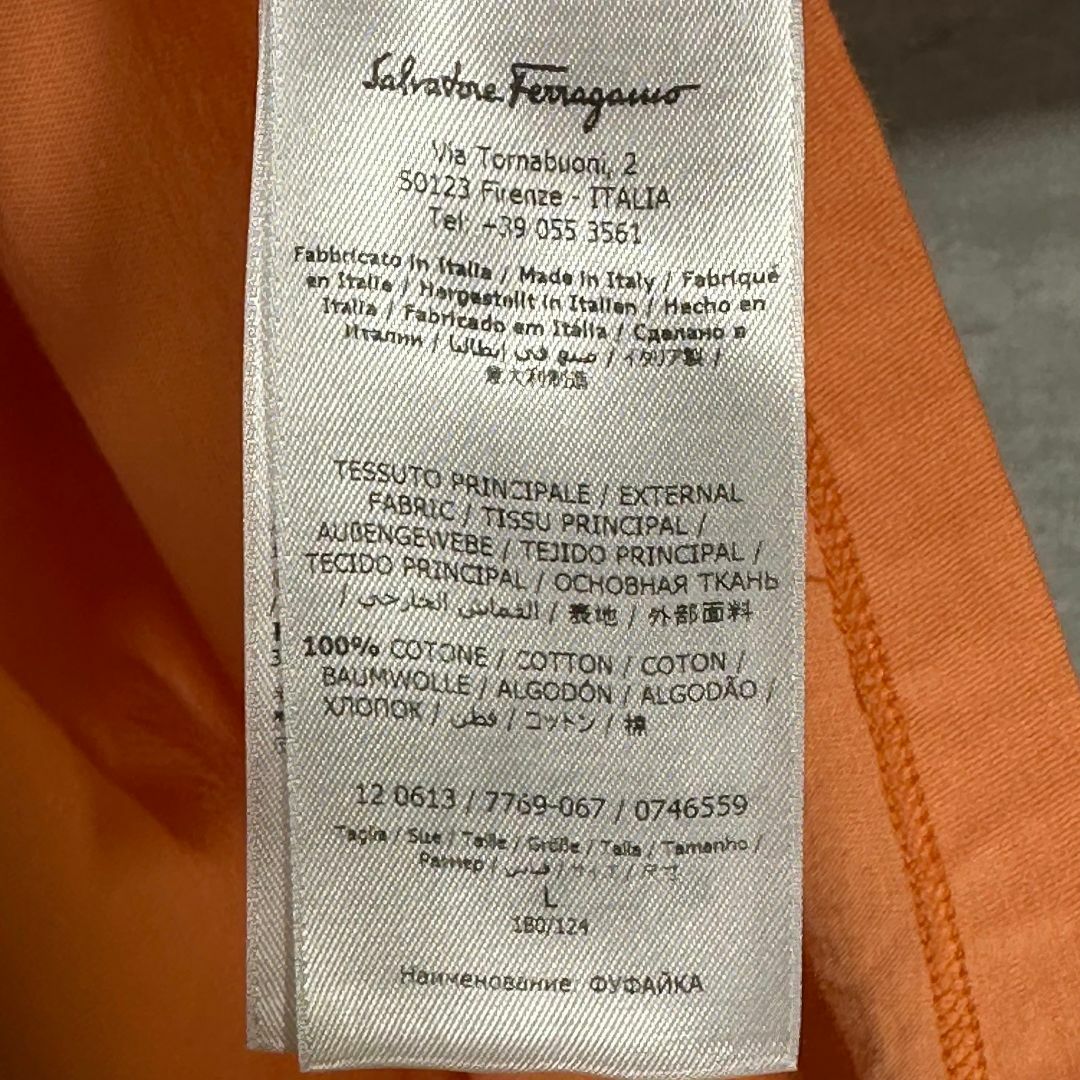 Salvatore Ferragamo
Via Tornabuoni, 2
50123 Firenze - ITALIA
Tel: +39 055 3561
Fabbricato in Italia / Made in Italy / Fabriqué
en Italie / Hergestellt in Italien / Hecho en
Italia / Fabricado em Itália / Сделано в
Италии / صنع في إيطاليا / イタリア製 /
意大利制造
TESSUTO PRINCIPALE / EXTERNAL
FABRIC / TISSU PRINCIPAL /
AUßENGEWEBE / TEJIDO PRINCIPAL /
TECIDO PRINCIPAL / ОСНОВНАЯ ТКАНЬ
/ القماش الخارجي / 表地 / 外部面料
100% COTONE / COTTON / COTON /
BAUMWOLLE / ALGODÓN / ALGODÃO /
ХЛОПОК / قطن / コットン / 棉
12 0613 / 7769-067 / 0746559
Taglia / Size / Taille / Größe / Talla / Tamanho /
Размер / قياس / サイズ / 尺寸
L
180/124
Наименование: ФУФАЙКА